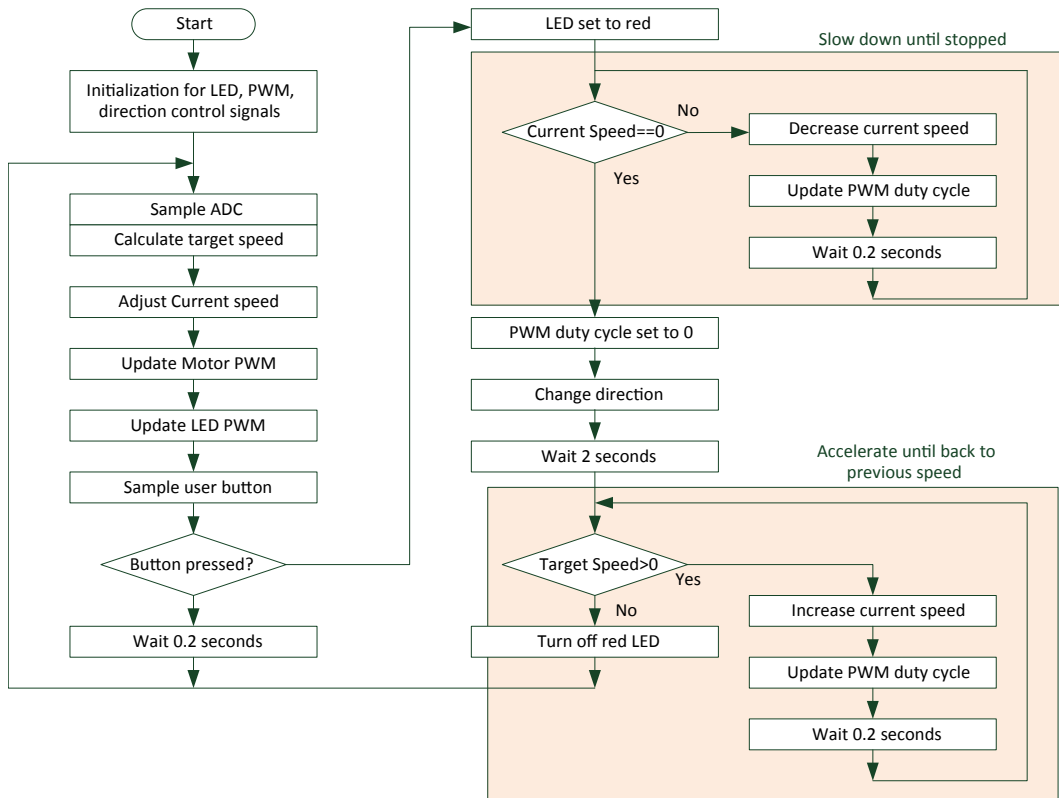 Start
Initialization for LED, PWM,
direction control signals
Sample ADC
Calculate target speed
Adjust Current speed
Update Motor PWM
Update LED PWM
Sample user button
Button pressed?
Wait 0.2 seconds
LED set to red
Slow down until stopped
Current Speed==0
No
Yes
Decrease current speed
Update PWM duty cycle
Wait 0.2 seconds
PWM duty cycle set to 0
Change direction
Wait 2 seconds
Accelerate until back to
previous speed
Target Speed>0
Yes
No
Turn off red LED
Increase current speed
Update PWM duty cycle
Wait 0.2 seconds